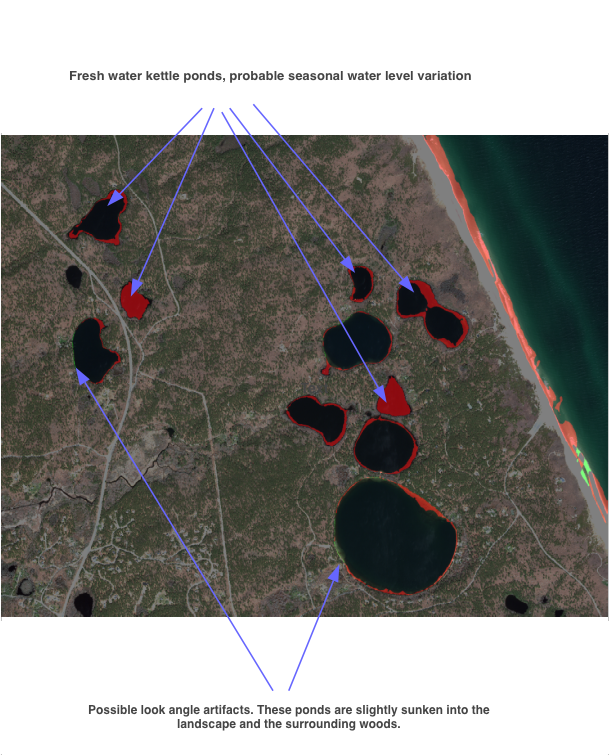 Fresh water kettle ponds, probable seasonal water level variation
Possible look angle artifacts. These ponds are slightly sunken into the
landscape and the surrounding woods.